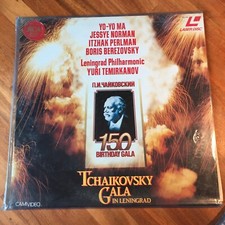 YO-YO MA
JESSYE NORMAN
ITZHAK PERLMAN
BORIS BEREZOVSKY
Leningrad Philharmonic
YURI TEMIRKANOV
П.И.ЧАЙКОВСКИЙ
150
BIRTHDAY GALA
TCHAIKOVSKY
GALA
IN LENINGRAD
CAMIVIDEO